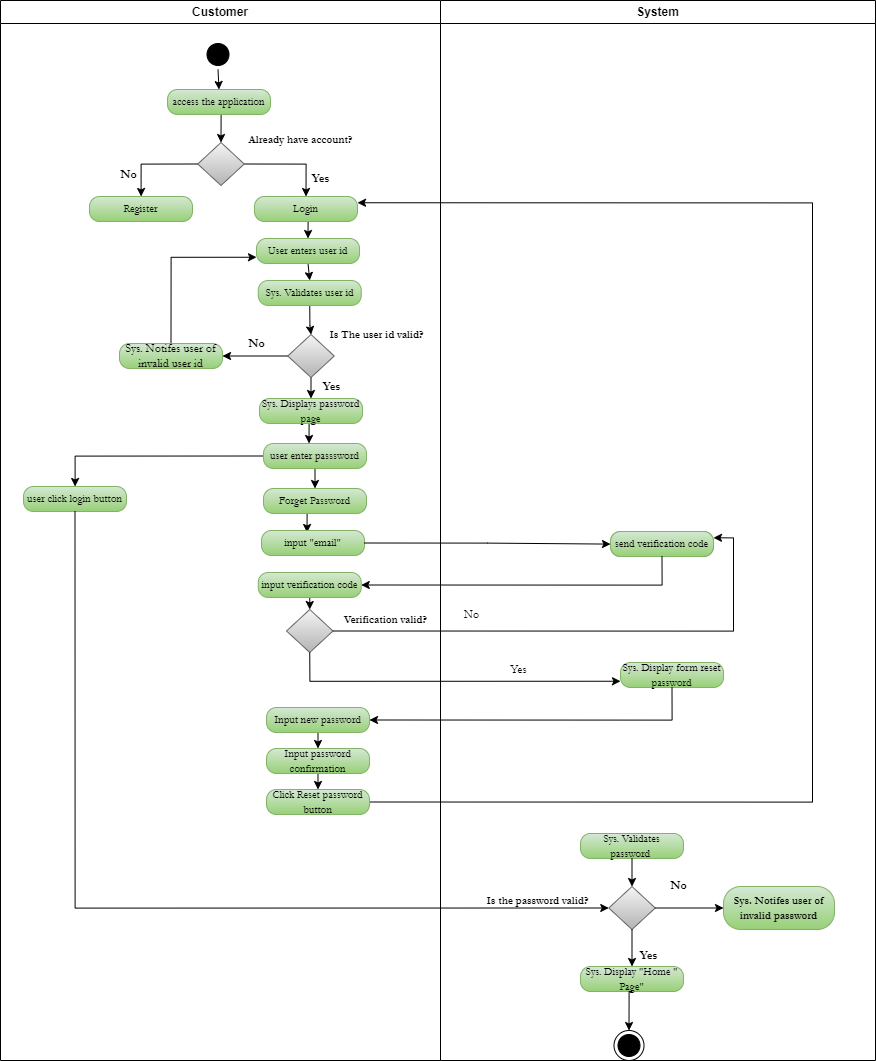 Customer
System
access the application
Already have account?
No
Yes
Register
Login
User enters user id
Sys. Validates user id
Is The user id valid?
No
Sys. Notifes user of
invalid user id
Yes
Sys. Displays password
page
user enter passsword
user click login button
Forget Password
input "email"
send verification code
input verification code
Verification valid?
No
Yes
Sys. Display form reset
password
Input new password
Input password
confirmation
Click Reset password
button
Sys. Validates
password
No
Is the password valid?
Sys. Notifes user of
invalid password
Yes
Sys. Display "Home "
Page"